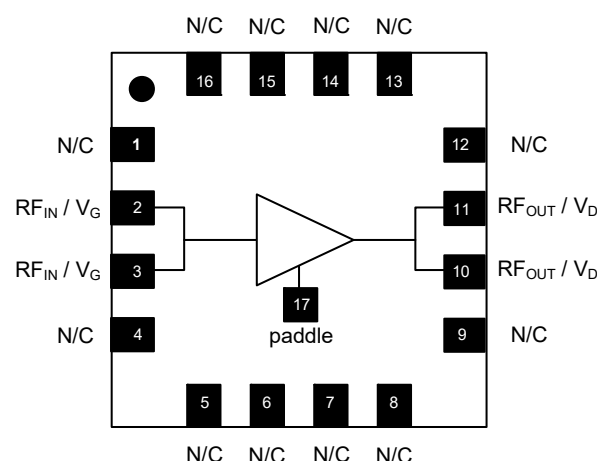 N/C N/C N/C N/C
16 15 14 13
N/C 1 12 N/C
RFIN / VG 2 11 RFOUT / VD
RFIN / VG 3 10 RFOUT / VD
17
paddle
N/C 4 9 N/C
5 6 7 8
N/C N/C N/C N/C